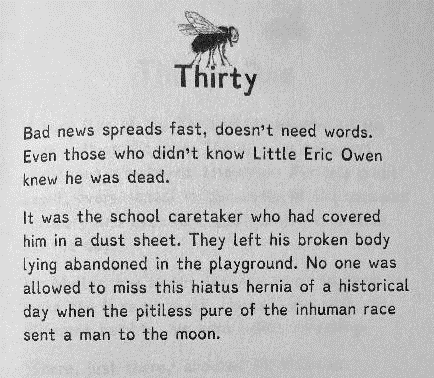 Thirty
Bad news spreads fast, doesn't need words.
Even those who didn't know Little Eric Owen
knew he was dead.
It was the school caretaker who had covered
him in a dust sheet. They left his broken body
lying abandoned in the playground. No one was
allowed to miss this hiatus hernia of a historical
day when the pitiless pure of the inhuman race
sent a man to the moon.